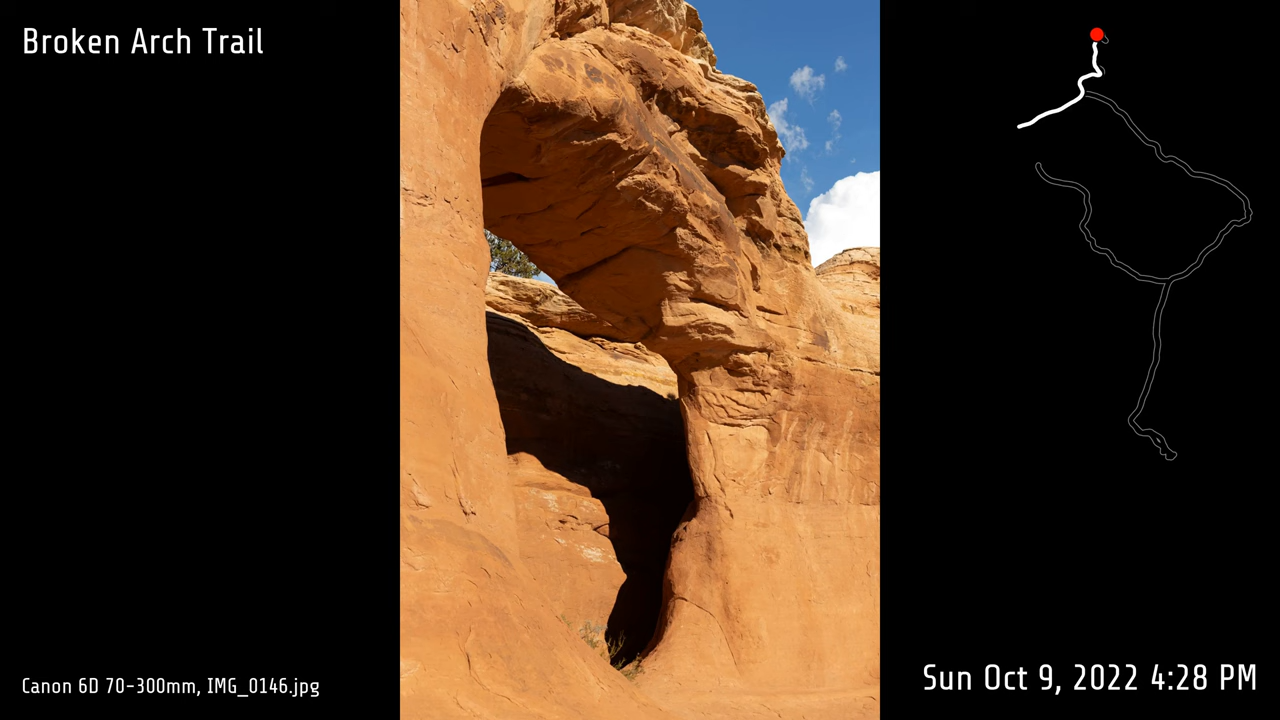 Broken Arch Trail
Canon 6D 70-300mm, IMG_0146.jpg
Sun Oct 9, 2022 4:28 PM